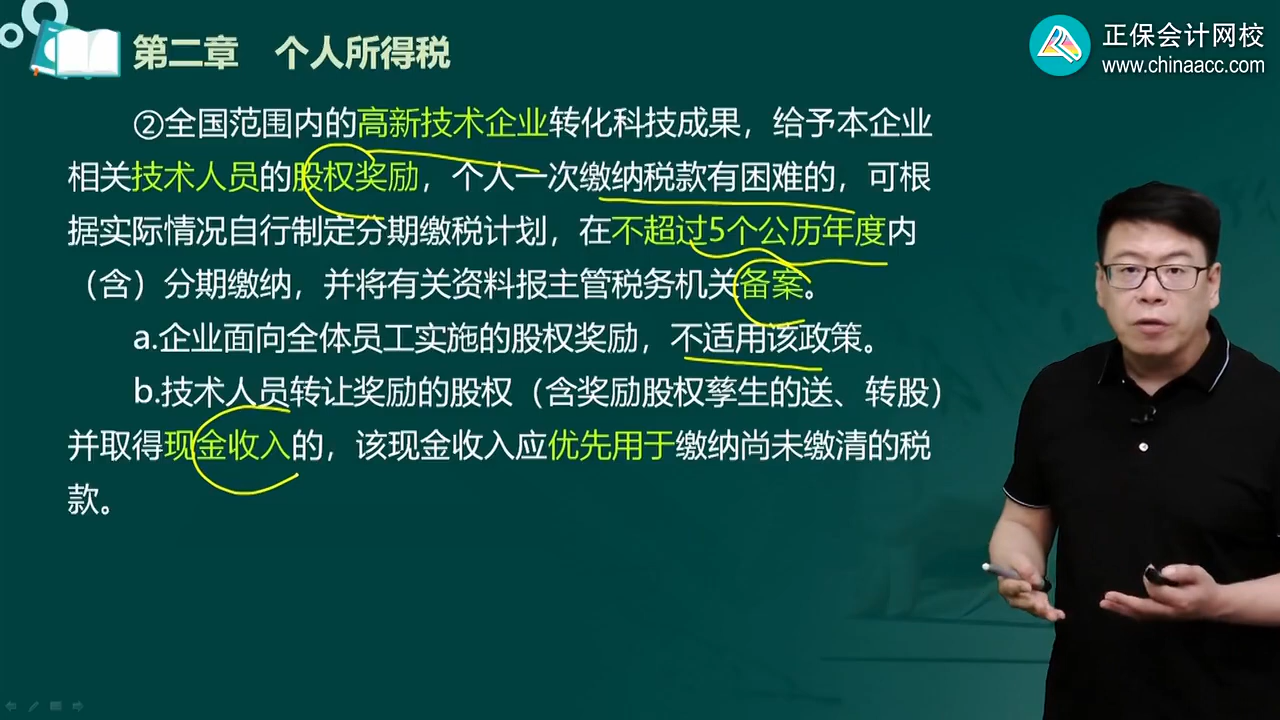 第二章 个人所得税
正保会计网校
www.chinaacc.com
②全国范围内的高新技术企业转化科技成果，给予本企业
相关技术人员的股权奖励，个人一次缴纳税款有困难的，可根
据实际情况自行制定分期缴税计划，在不超过5个公历年度内
（含）分期缴纳，并将有关资料报主管税务机关备案。
a.企业面向全体员工实施的股权奖励，不适用该政策。
b.技术人员转让奖励的股权（含奖励股权孳生的送、转股）
并取得现金收入的，该现金收入应优先用于缴纳尚未缴清的税
款。